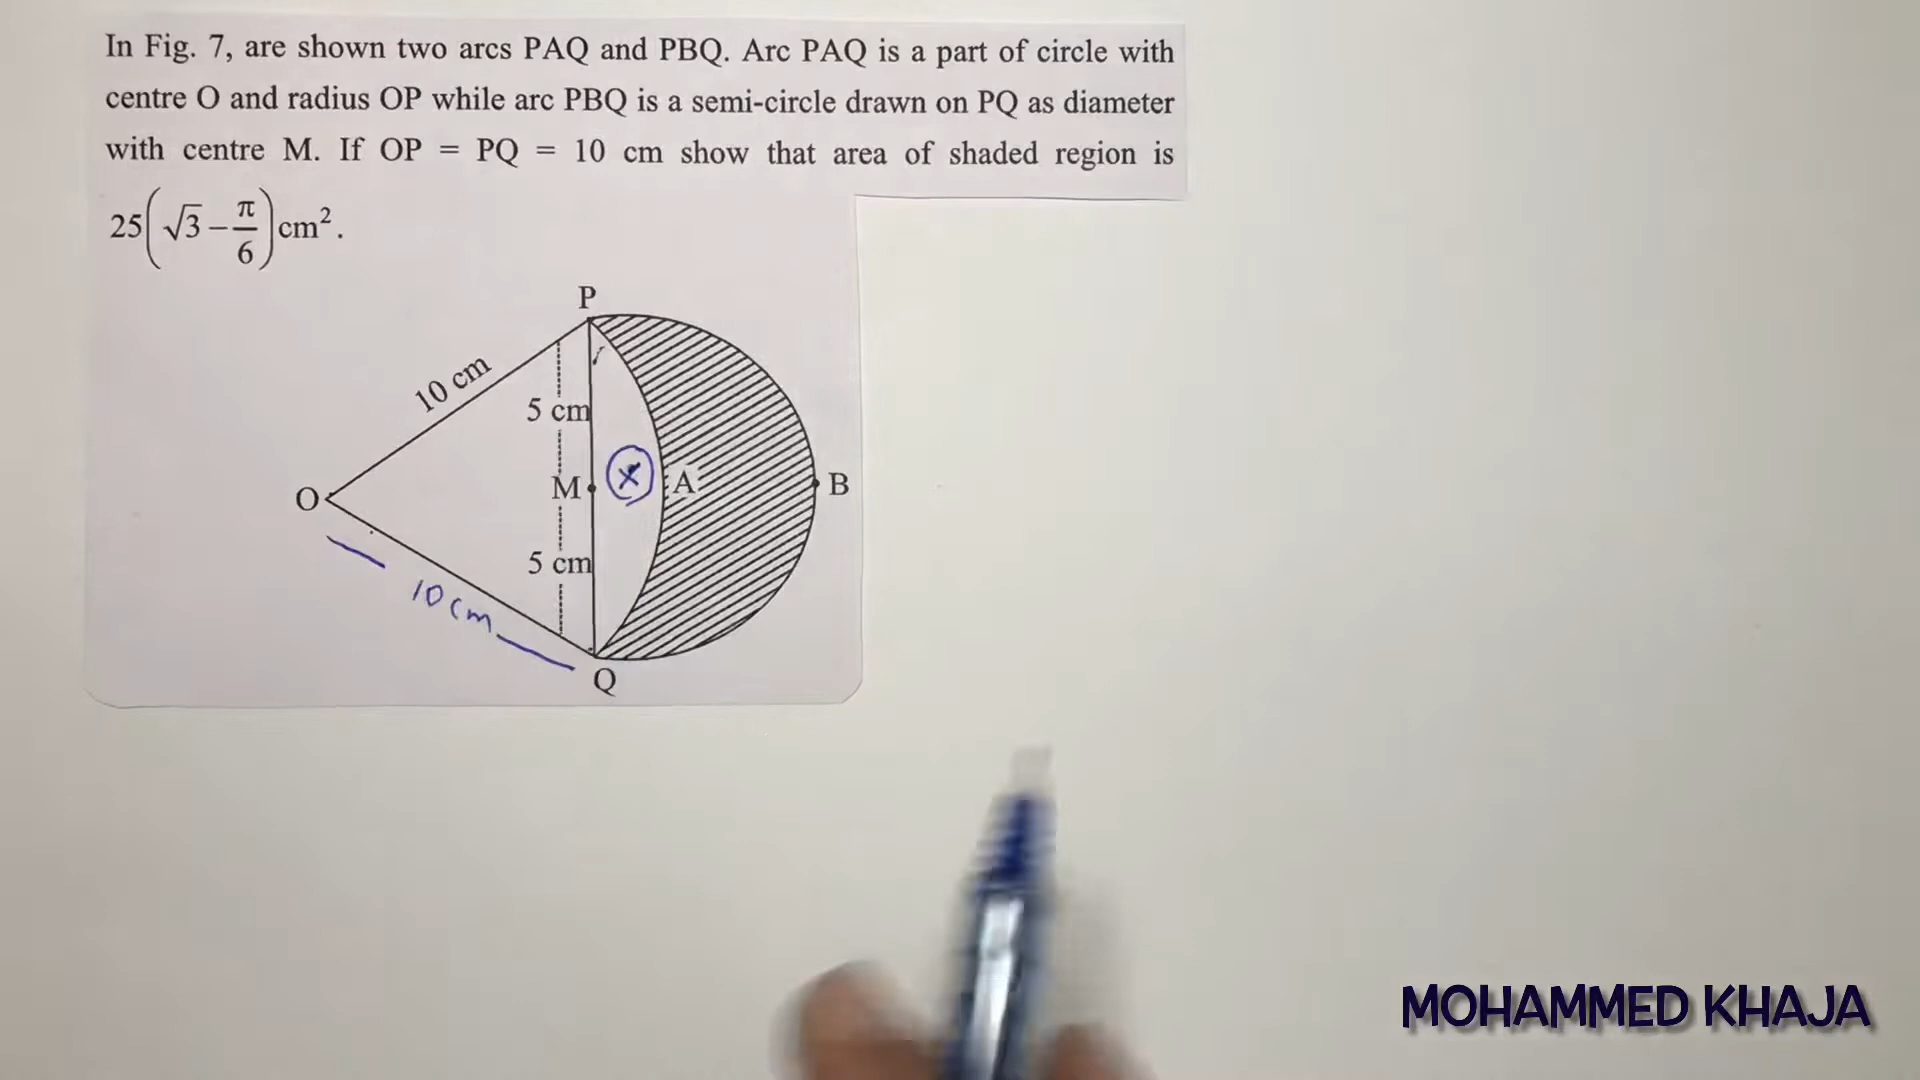 In Fig. 7, are shown two arcs PAQ and PBQ. Arc PAQ is a part of circle with
centre O and radius OP while arc PBQ is a semi-circle drawn on PQ as diameter
with centre M. If OP = PQ = 10 cm show that area of shaded region is
25(√3 − π/6) cm².
P
10 cm
5 cm
O
M
x
A
B
5 cm
10 cm
Q
MOHAMMED KHAJA